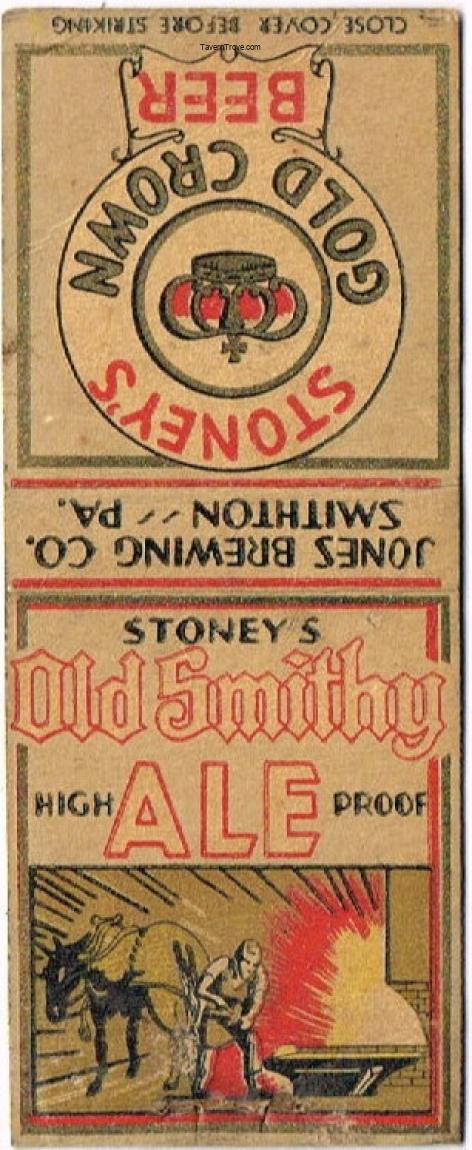 CLOSE COVER BEFORE STRIKING
TavernTrove.com
BEER
GOLD CROWN
STONEY'S
JONES BREWING CO.
SMITHTON -- PA.
STONEY'S
Old Smithy
HIGH ALE PROOF